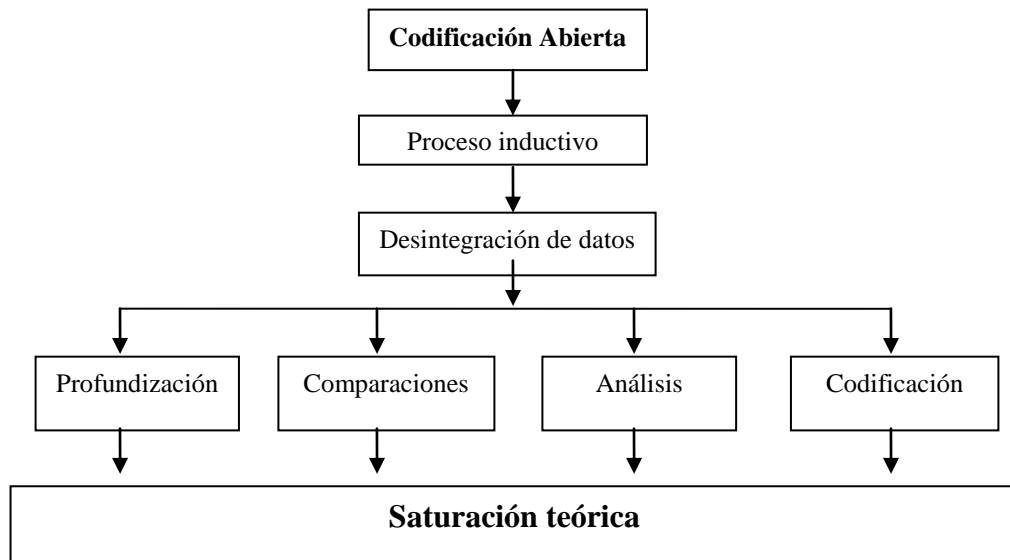 Codificación Abierta
Proceso inductivo
Desintegración de datos
Profundización
Comparaciones
Análisis
Codificación
Saturación teórica